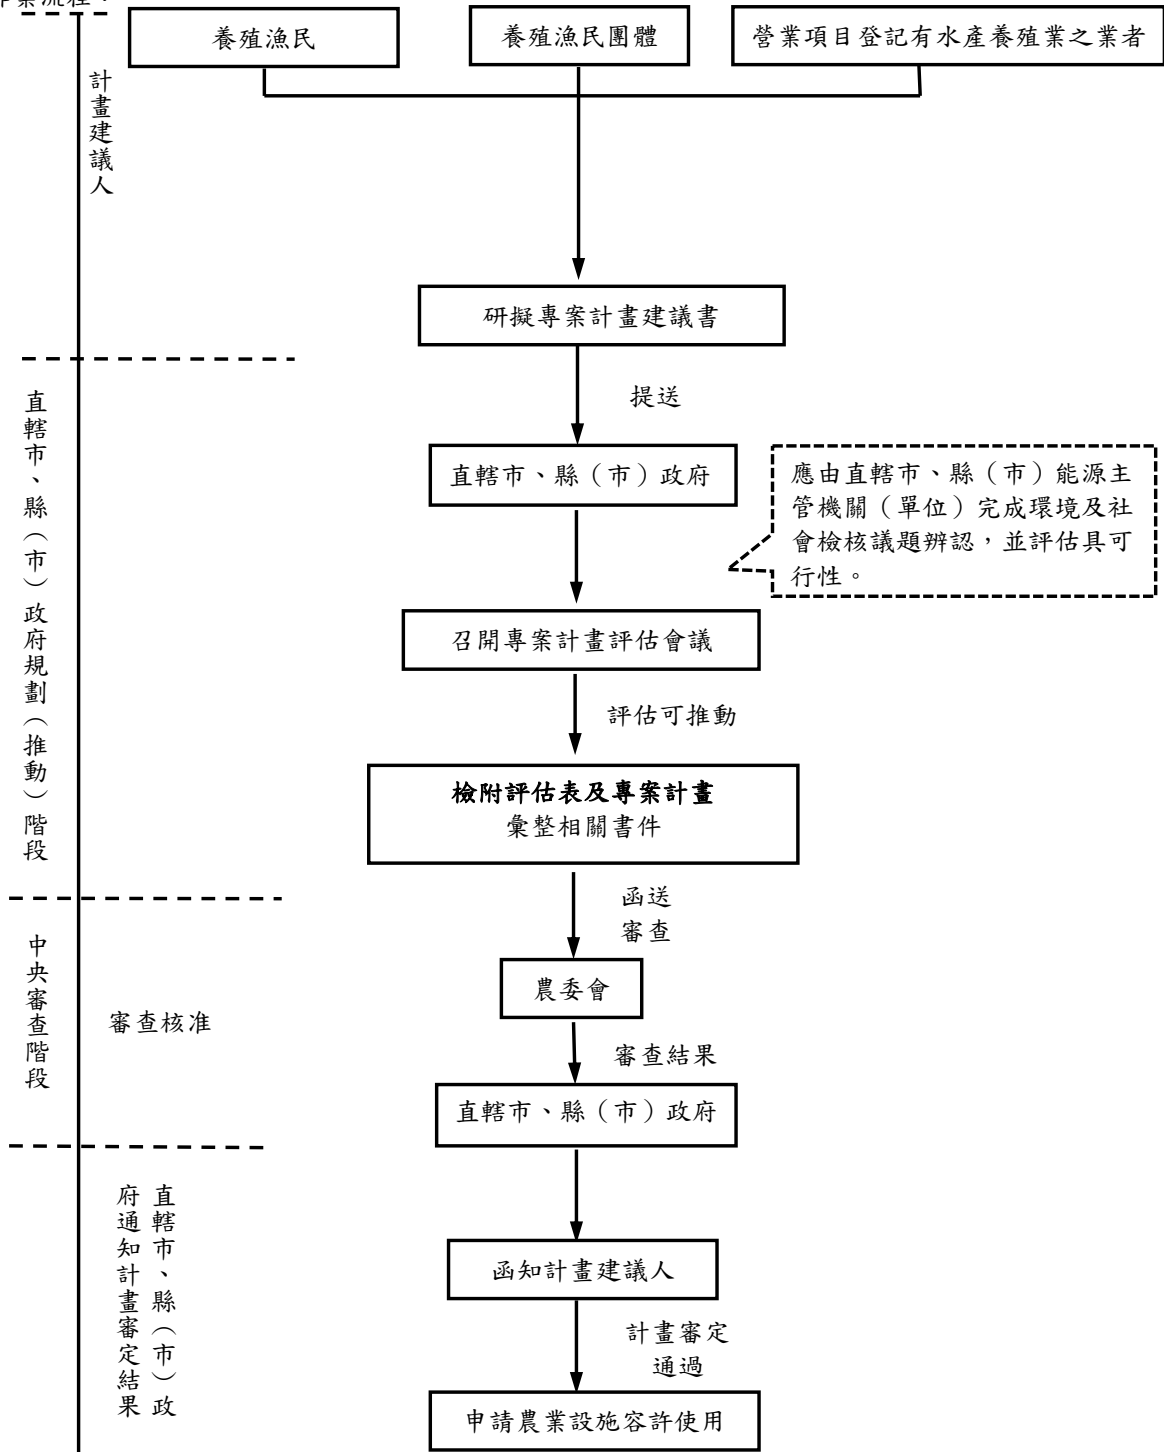 作業流程：
養殖漁民
養殖漁民團體
營業項目登記有水產養殖業之業者
計畫建議人
研擬專案計畫建議書
提送
直轄市、縣（市）政府規劃（推動）階段
直轄市、縣（市）政府
應由直轄市、縣（市）能源主
管機關（單位）完成環境及社
會檢核議題辨認，並評估具可
行性。
召開專案計畫評估會議
評估可推動
檢附評估表及專案計畫
彙整相關書件
函送
審查
中央審查階段
農委會
審查核准
審查結果
直轄市、縣（市）政府
直轄市、縣（市）政
府通知計畫審定結果
函知計畫建議人
計畫審定
通過
申請農業設施容許使用